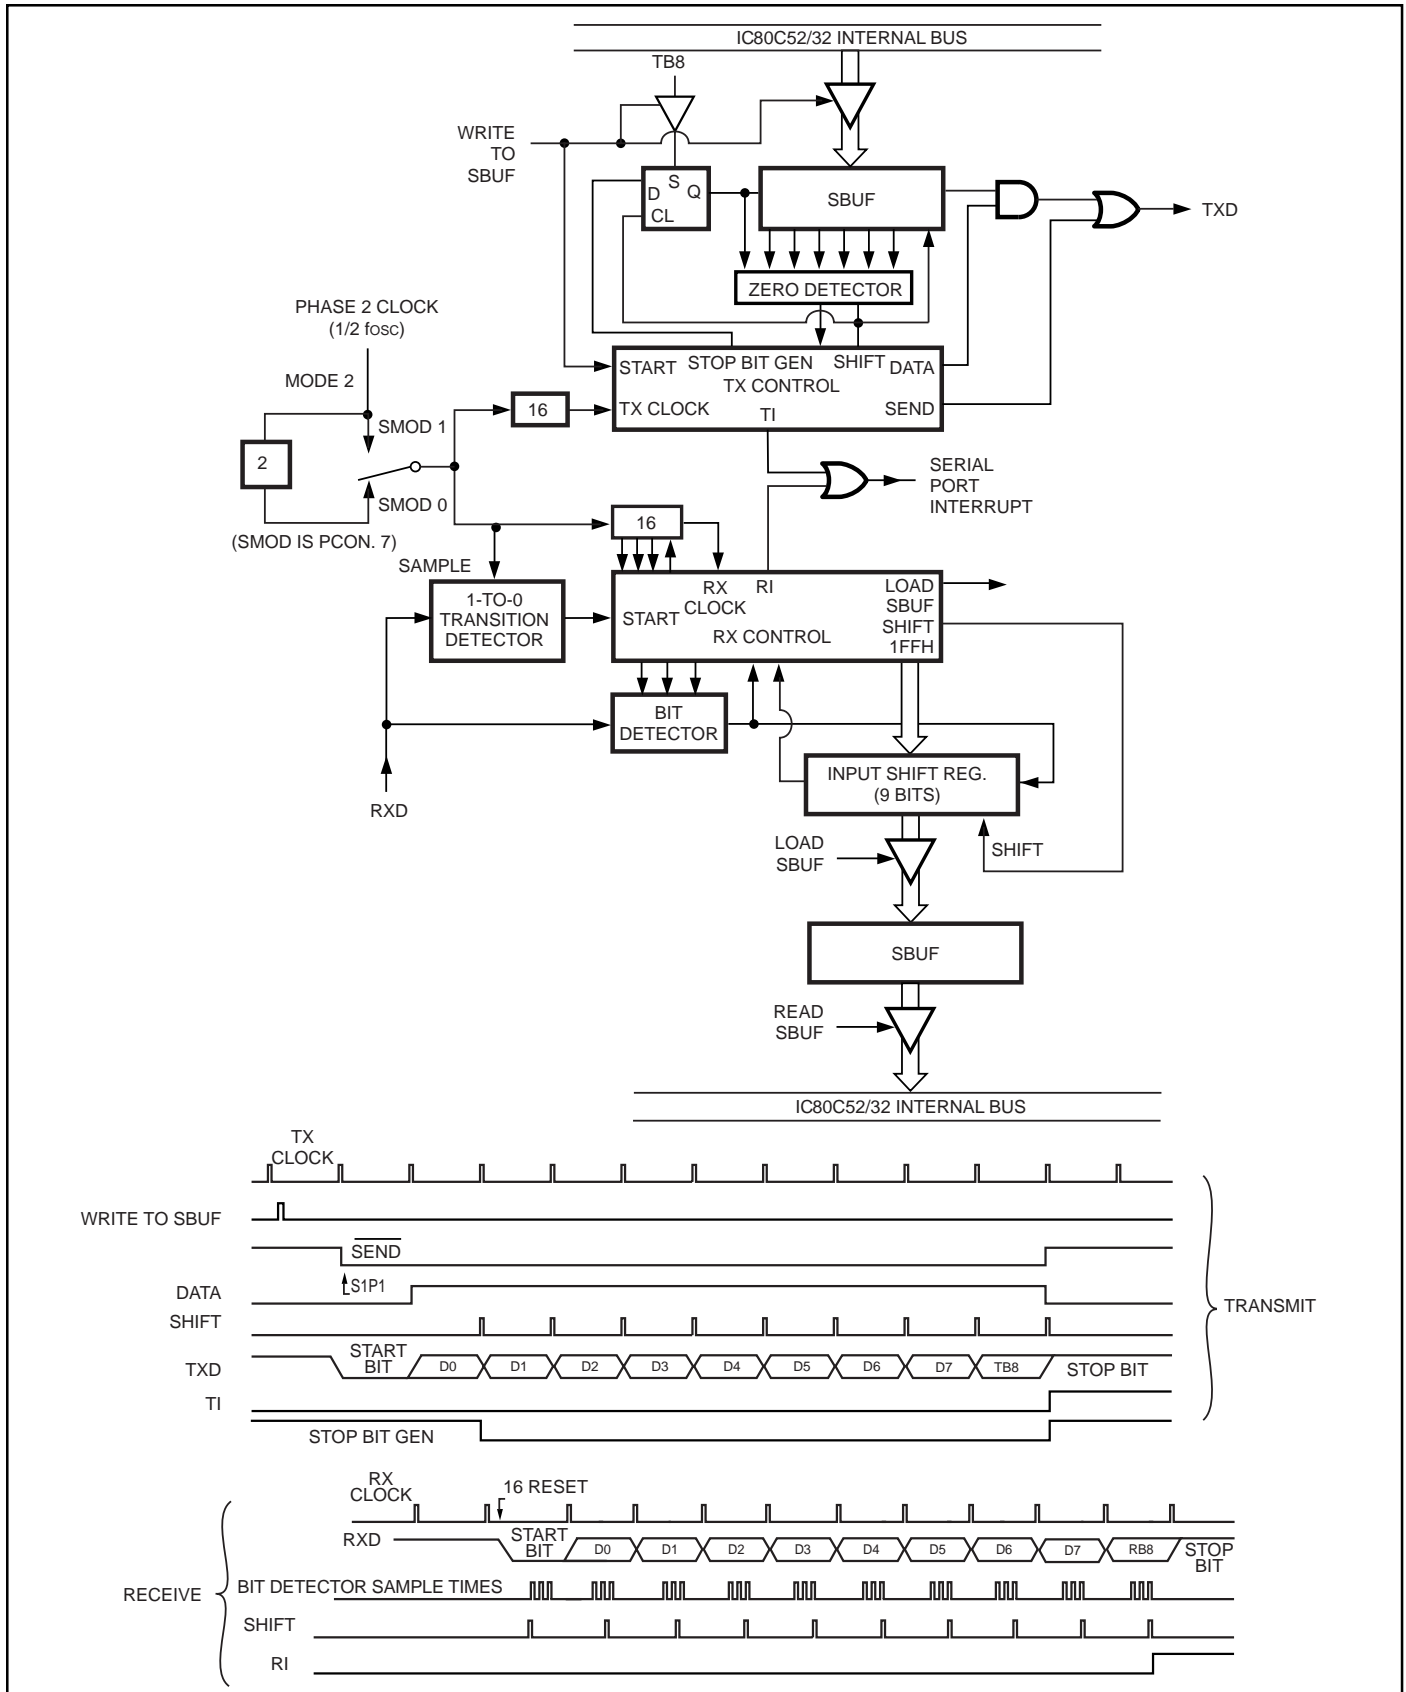 IC80C52/32 INTERNAL BUS
TB8
WRITE
TO
SBUF
S
D
Q
CL
SBUF
TXD
ZERO DETECTOR
PHASE 2 CLOCK
(1/2 fosc)
MODE 2
START
STOP BIT GEN
SHIFT
DATA
TX CONTROL
TX CLOCK
TI
SEND
16
SMOD 1
2
SMOD 0
(SMOD IS PCON. 7)
SERIAL
PORT
INTERRUPT
16
SAMPLE
1-TO-0
TRANSITION
DETECTOR
START
RX
CLOCK
RI
RX CONTROL
LOAD
SBUF
SHIFT
1FFH
BIT
DETECTOR
RXD
INPUT SHIFT REG.
(9 BITS)
LOAD
SBUF
SHIFT
SBUF
READ
SBUF
IC80C52/32 INTERNAL BUS
TX
CLOCK
WRITE TO SBUF
SEND
S1P1
DATA
SHIFT
TXD
START
BIT
D0 D1 D2 D3 D4 D5 D6 D7 TB8 STOP BIT
TI
STOP BIT GEN
TRANSMIT
RX
CLOCK
16 RESET
RXD
START
BIT
D0 D1 D2 D3 D4 D5 D6 D7 RB8 STOP
BIT
RECEIVE
BIT DETECTOR SAMPLE TIMES
SHIFT
RI